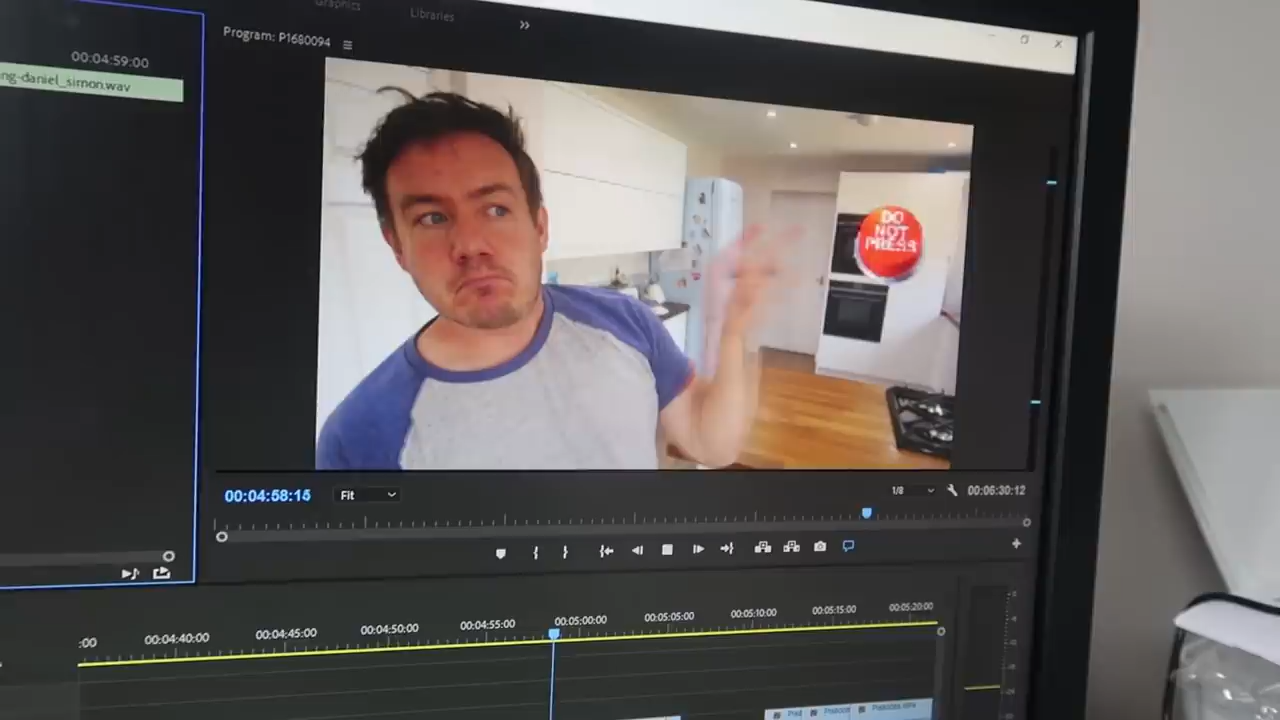 Graphics
Libraries
Program: P1680094
00:04:59:00
ng-daniel_simon.wav
DO
NOT
PRESS
00:04:58:15
Fit
1/8
00:06:30:12
:00
00:04:40:00
00:04:45:00
00:04:50:00
00:04:55:00
00:05:00:00
00:05:05:00
00:05:10:00
00:05:15:00
00:05:20:00